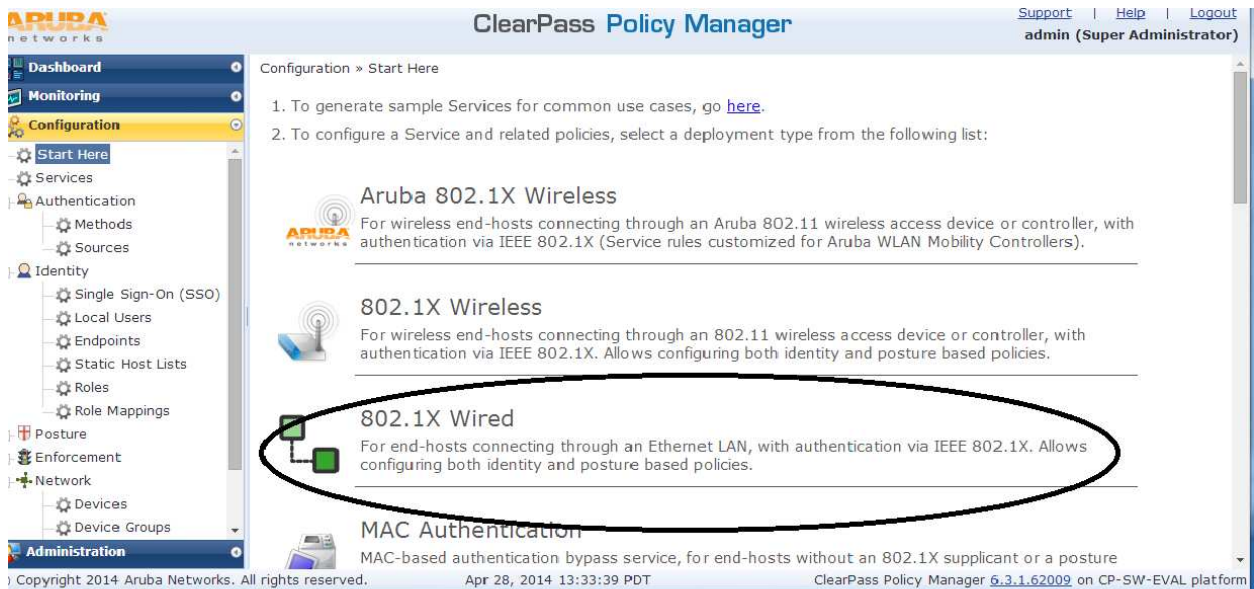 ARUBA
networks
ClearPass Policy Manager
Support | Help | Logout
admin (Super Administrator)
Dashboard
Monitoring
Configuration
Start Here
Services
Authentication
Methods
Sources
Identity
Single Sign-On (SSO)
Local Users
Endpoints
Static Host Lists
Roles
Role Mappings
Posture
Enforcement
Network
Devices
Device Groups
Administration
Configuration » Start Here
1. To generate sample Services for common use cases, go here.
2. To configure a Service and related policies, select a deployment type from the following list:
ARUBA
networks
Aruba 802.1X Wireless
For wireless end-hosts connecting through an Aruba 802.11 wireless access device or controller, with
authentication via IEEE 802.1X (Service rules customized for Aruba WLAN Mobility Controllers).
802.1X Wireless
For wireless end-hosts connecting through an 802.11 wireless access device or controller, with
authentication via IEEE 802.1X. Allows configuring both identity and posture based policies.
802.1X Wired
For end-hosts connecting through an Ethernet LAN, with authentication via IEEE 802.1X. Allows
configuring both identity and posture based policies.
MAC Authentication
MAC-based authentication bypass service, for end-hosts without an 802.1X supplicant or a posture
Copyright 2014 Aruba Networks. All rights reserved.
Apr 28, 2014 13:33:39 PDT
ClearPass Policy Manager 6.3.1.62009 on CP-SW-EVAL platform